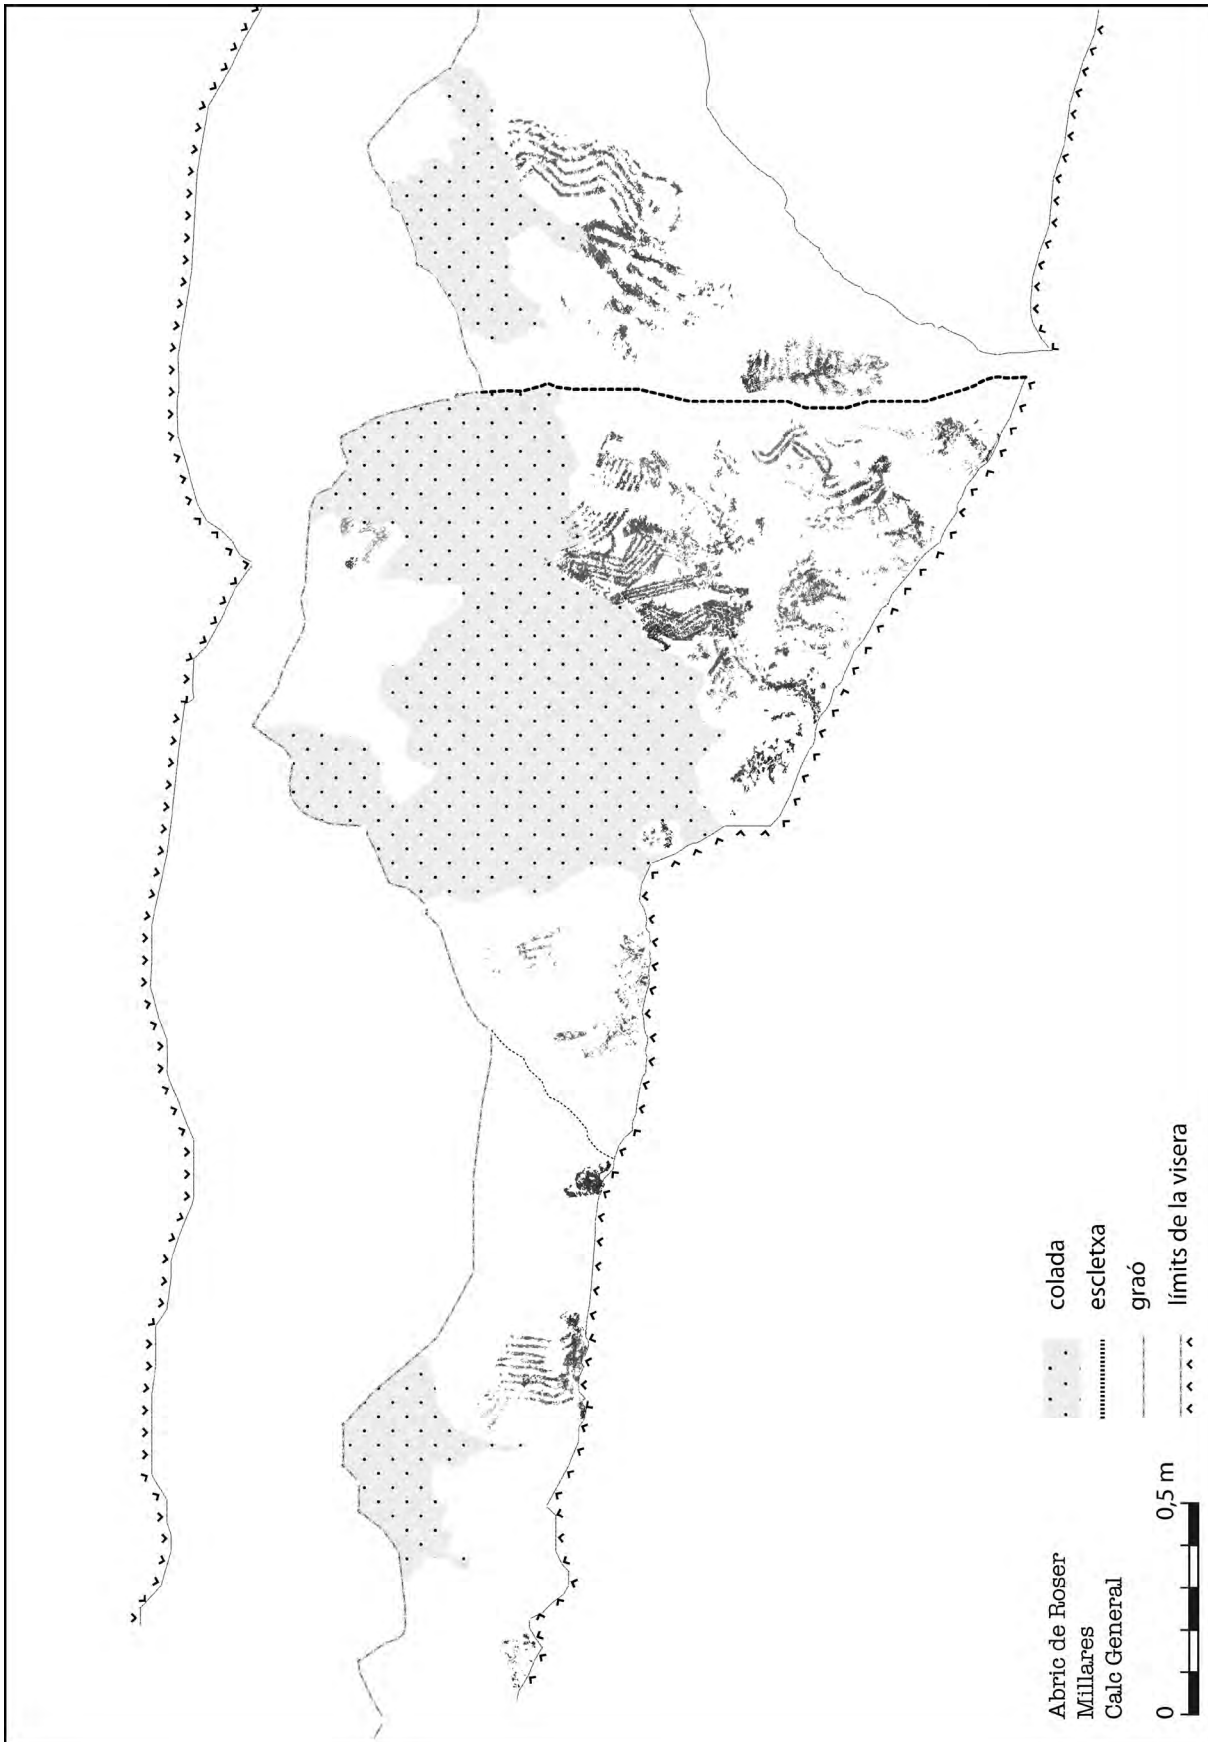 Abric de Roser
Millares
Calc General
0 0,5 m
colada
escletxa
graó
límits de la visera